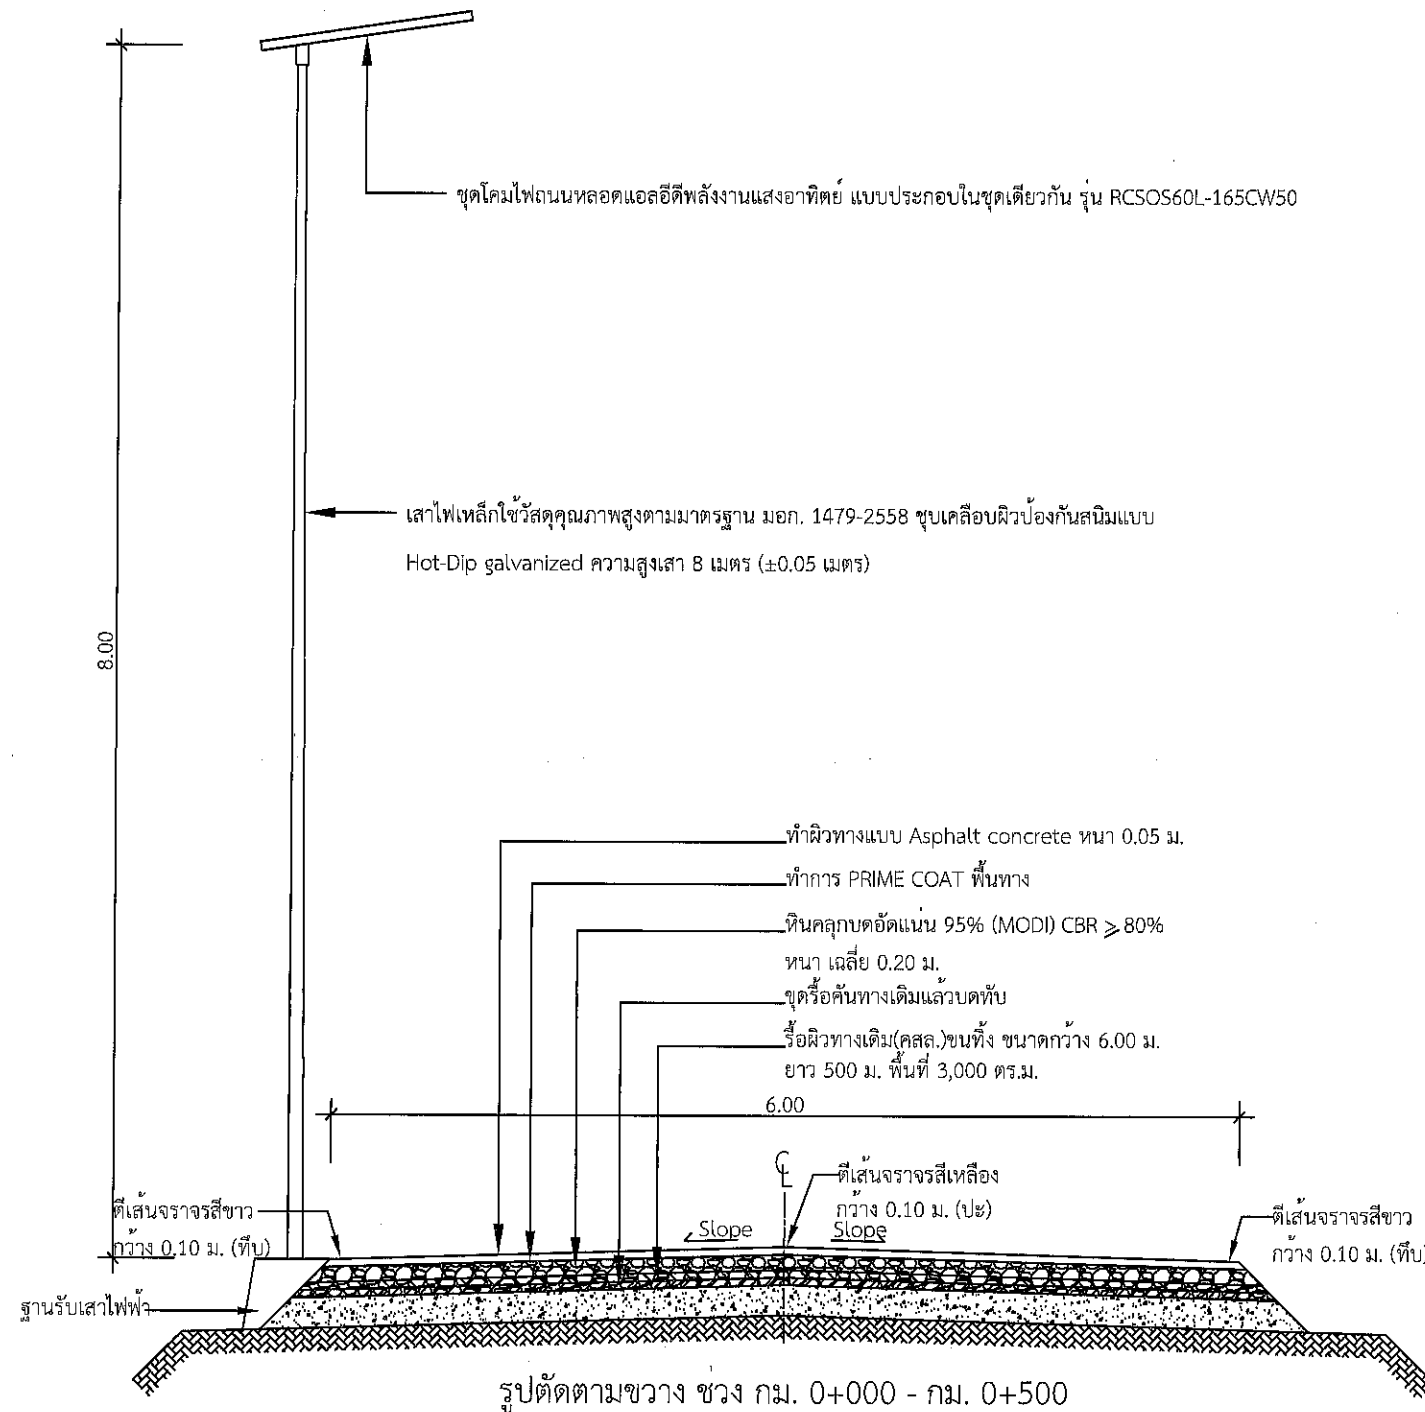 ชุดโคมไฟถนนหลอดแอลอีดีพลังงานแสงอาทิตย์ แบบประกอบในชุดเดียวกัน รุ่น RCSOS60L-165CW50
เสาไฟเหล็กใช้วัสดุคุณภาพสูงตามมาตรฐาน มอก. 1479-2558 ชุบเคลือบผิวป้องกันสนิมแบบ
Hot-Dip galvanized ความสูงเสา 8 เมตร (±0.05 เมตร)
8.00
ทำผิวทางแบบ Asphalt concrete หนา 0.05 ม.
ทำการ PRIME COAT พื้นทาง
หินคลุกบดอัดแน่น 95% (MODI) CBR ⩾ 80%
หนา เฉลี่ย 0.20 ม.
ขุดรื้อคันทางเดิมแล้วบดทับ
รื้อผิวทางเดิม(คสล.)ขนทิ้ง ขนาดกว้าง 6.00 ม.
ยาว 500 ม. พื้นที่ 3,000 ตร.ม.
6.00
CL
ตีเส้นจราจรสีเหลือง
กว้าง 0.10 ม. (ปะ)
ตีเส้นจราจรสีขาว
กว้าง 0.10 ม. (ทึบ)
Slope
Slope
ตีเส้นจราจรสีขาว
กว้าง 0.10 ม. (ทึบ)
ฐานรับเสาไฟฟ้า
รูปตัดตามขวาง ช่วง กม. 0+000 - กม. 0+500